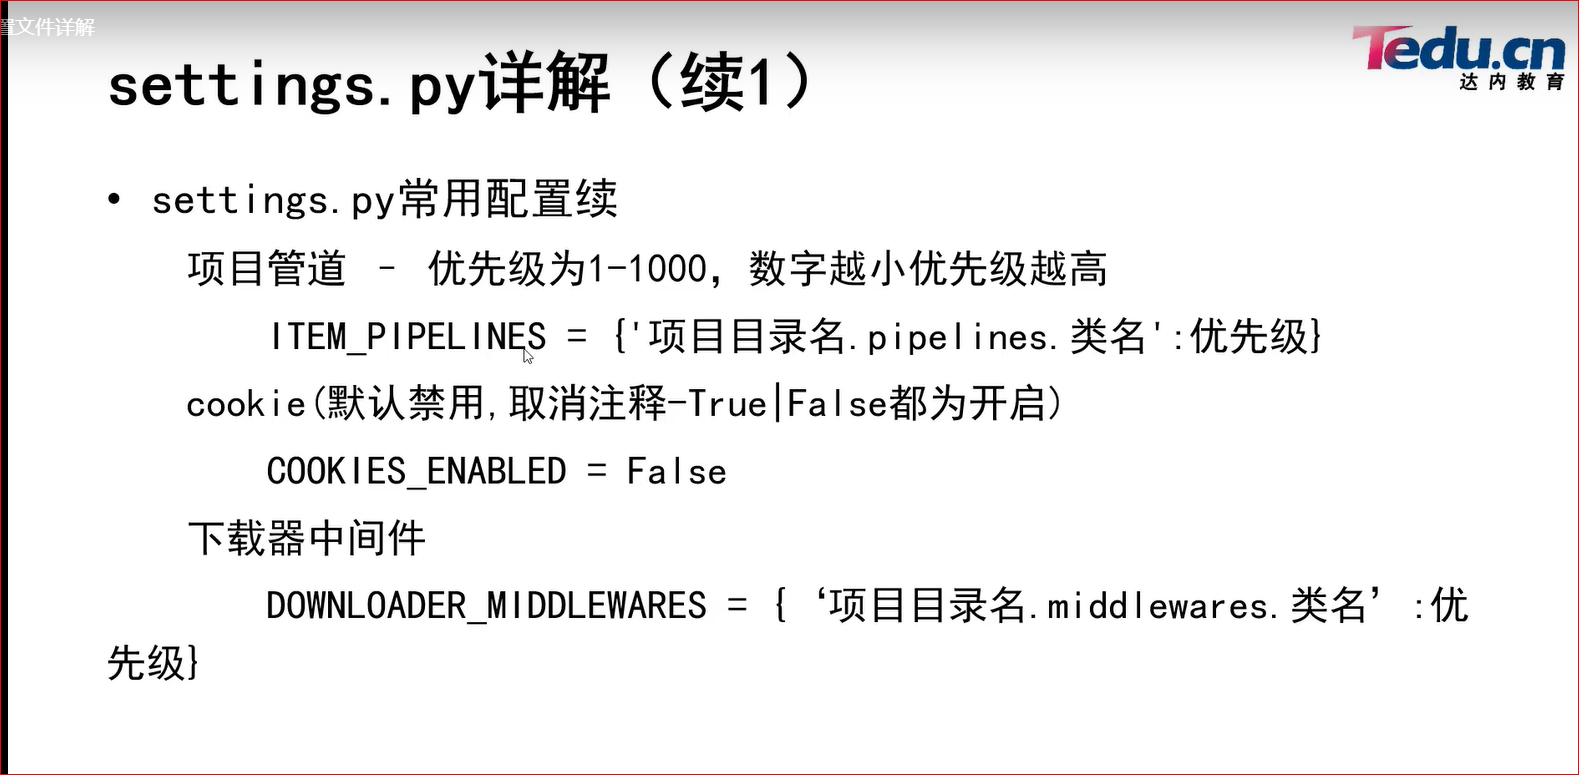 置文件详解
Tedu.cn
达内教育
settings.py详解（续1）
• settings.py常用配置续
项目管道 – 优先级为1-1000，数字越小优先级越高
ITEM_PIPELINES = {'项目目录名.pipelines.类名':优先级}
cookie(默认禁用,取消注释-True|False都为开启)
COOKIES_ENABLED = False
下载器中间件
DOWNLOADER_MIDDLEWARES = {‘项目目录名.middlewares.类名’:优
先级}